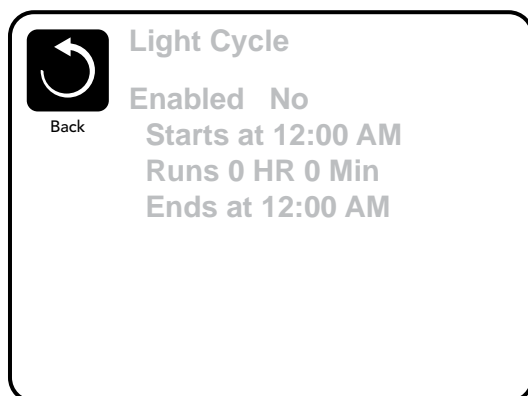 Light Cycle
Enabled No
Starts at 12:00 AM
Runs 0 HR 0 Min
Ends at 12:00 AM
Back